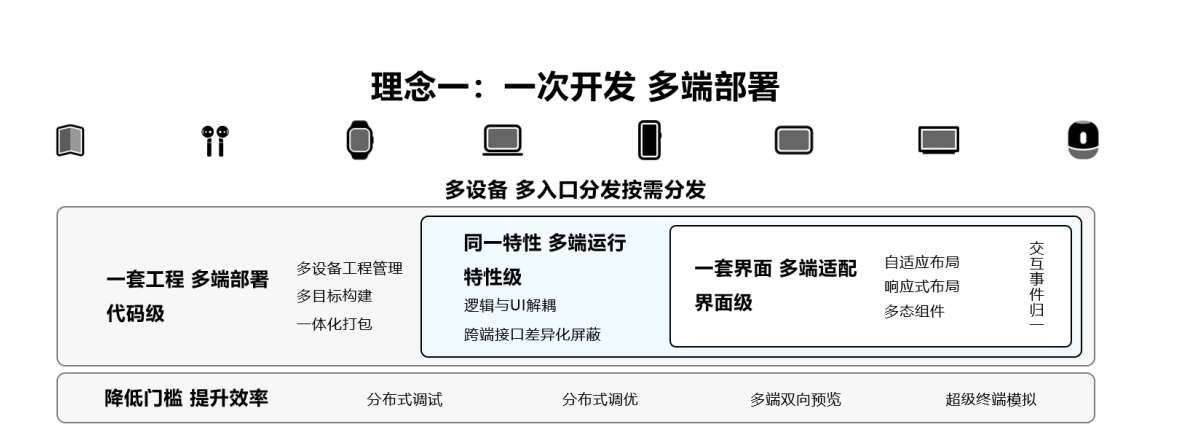 理念一：一次开发 多端部署
多设备 多入口分发按需分发
一套工程 多端部署
代码级
多设备工程管理
多目标构建
一体化打包
同一特性 多端运行
特性级
逻辑与UI解耦
跨端接口差异化屏蔽
一套界面 多端适配
界面级
自适应布局
响应式布局
多态组件
交互事件归一
降低门槛 提升效率
分布式调试
分布式调优
多端双向预览
超级终端模拟